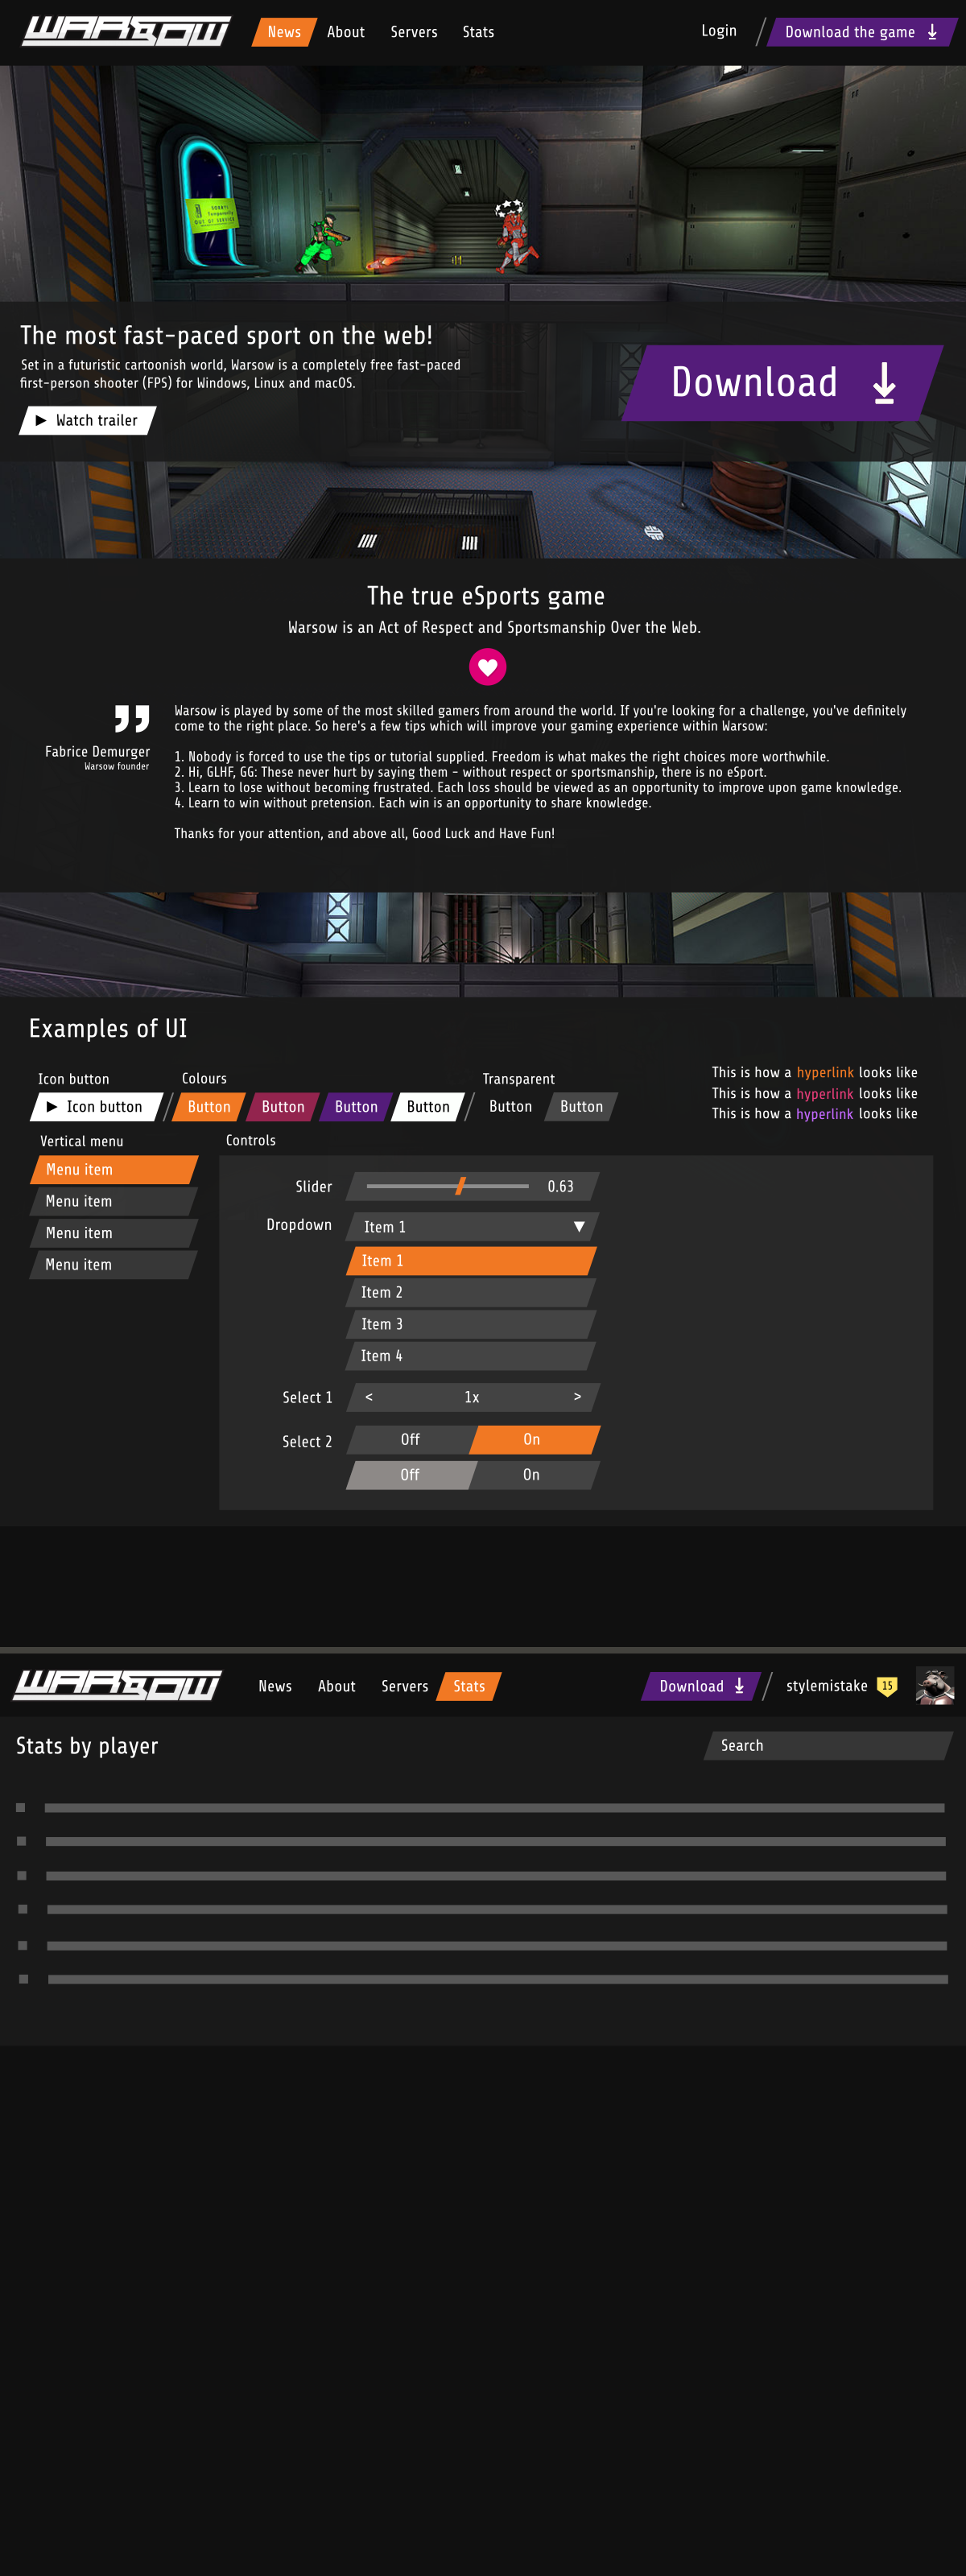 WARSOW
News About Servers Stats Login Download the game
SORRY!
Temporarily
OUT OF SERVICE
The most fast-paced sport on the web!
Set in a futuristic cartoonish world, Warsow is a completely free fast-paced
first-person shooter (FPS) for Windows, Linux and macOS.
Watch trailer
Download
The true eSports game
Warsow is an Act of Respect and Sportsmanship Over the Web.
Fabrice Demurger
Warsow founder
Warsow is played by some of the most skilled gamers from around the world. If you're looking for a challenge, you've definitely
come to the right place. So here's a few tips which will improve your gaming experience within Warsow:
1. Nobody is forced to use the tips or tutorial supplied. Freedom is what makes the right choices more worthwhile.
2. Hi, GLHF, GG: These never hurt by saying them - without respect or sportsmanship, there is no eSport.
3. Learn to lose without becoming frustrated. Each loss should be viewed as an opportunity to improve upon game knowledge.
4. Learn to win without pretension. Each win is an opportunity to share knowledge.
Thanks for your attention, and above all, Good Luck and Have Fun!
Examples of UI
Icon button Colours Transparent
Icon button Button Button Button Button Button Button
This is how a hyperlink looks like
This is how a hyperlink looks like
This is how a hyperlink looks like
Vertical menu
Menu item
Menu item
Menu item
Menu item
Controls
Slider 0.63
Dropdown Item 1
Item 1
Item 2
Item 3
Item 4
Select 1 < 1x >
Select 2 Off On
Off On
WARSOW
News About Servers Stats Download stylemistake 15
Stats by player Search